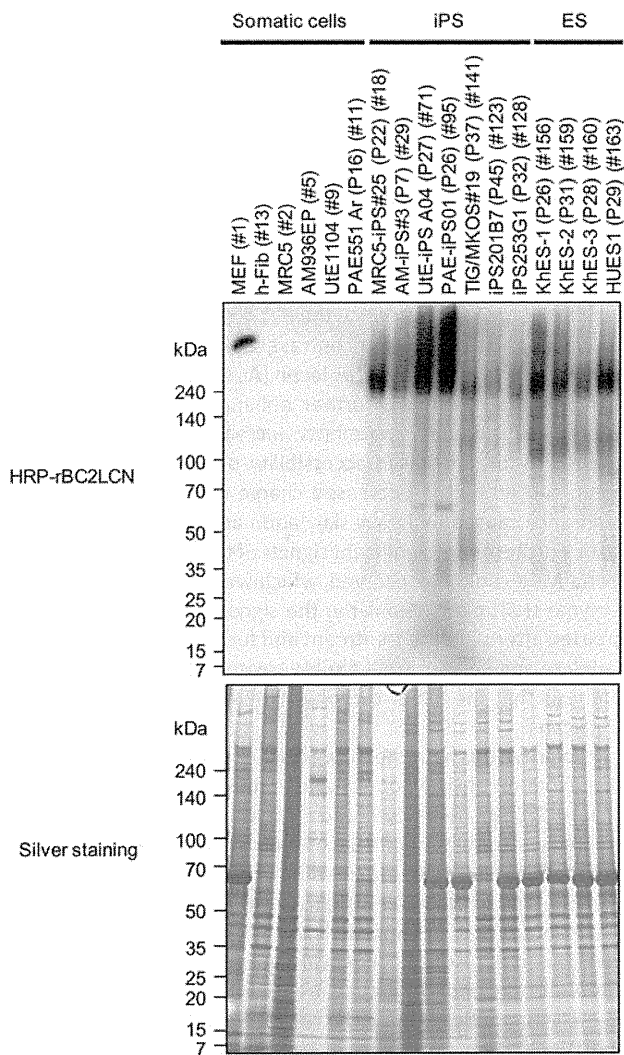 Somatic cells
iPS
ES
MEF (#1)
h-Fib (#13)
MRC5 (#2)
AM936EP (#5)
UtE1104 (#9)
PAE551 Ar (P16) (#11)
MRC5-iPS#25 (P22) (#18)
AM-iPS#3 (P7) (#29)
UtE-iPS A04 (P27) (#71)
PAE-iPS01 (P26) (#95)
TIG/MKOS#19 (P37) (#141)
iPS201B7 (P45) (#123)
iPS253G1 (P32) (#128)
KhES-1 (P26) (#156)
KhES-2 (P31) (#159)
KhES-3 (P28) (#160)
HUES1 (P29) (#163)
kDa
240
140
100
70
50
35
25
20
15
7
HRP-rBC2LCN
kDa
240
140
100
70
50
35
25
20
15
7
Silver staining